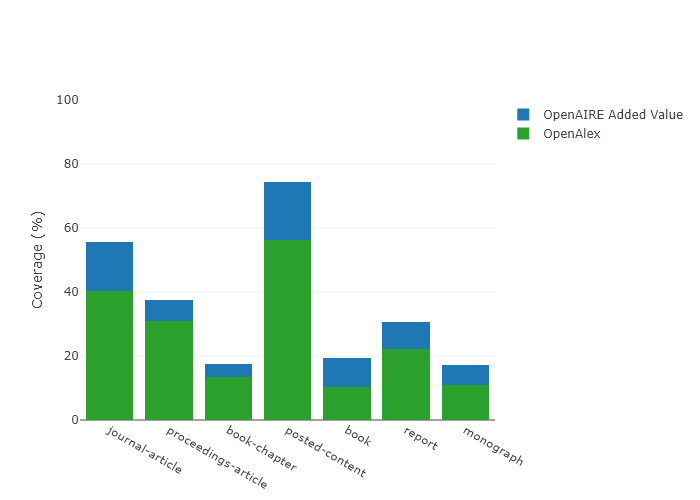 100
80
60
40
20
0
Coverage (%)
OpenAIRE Added Value
OpenAlex
journal-article
proceedings-article
book-chapter
posted-content
book
report
monograph